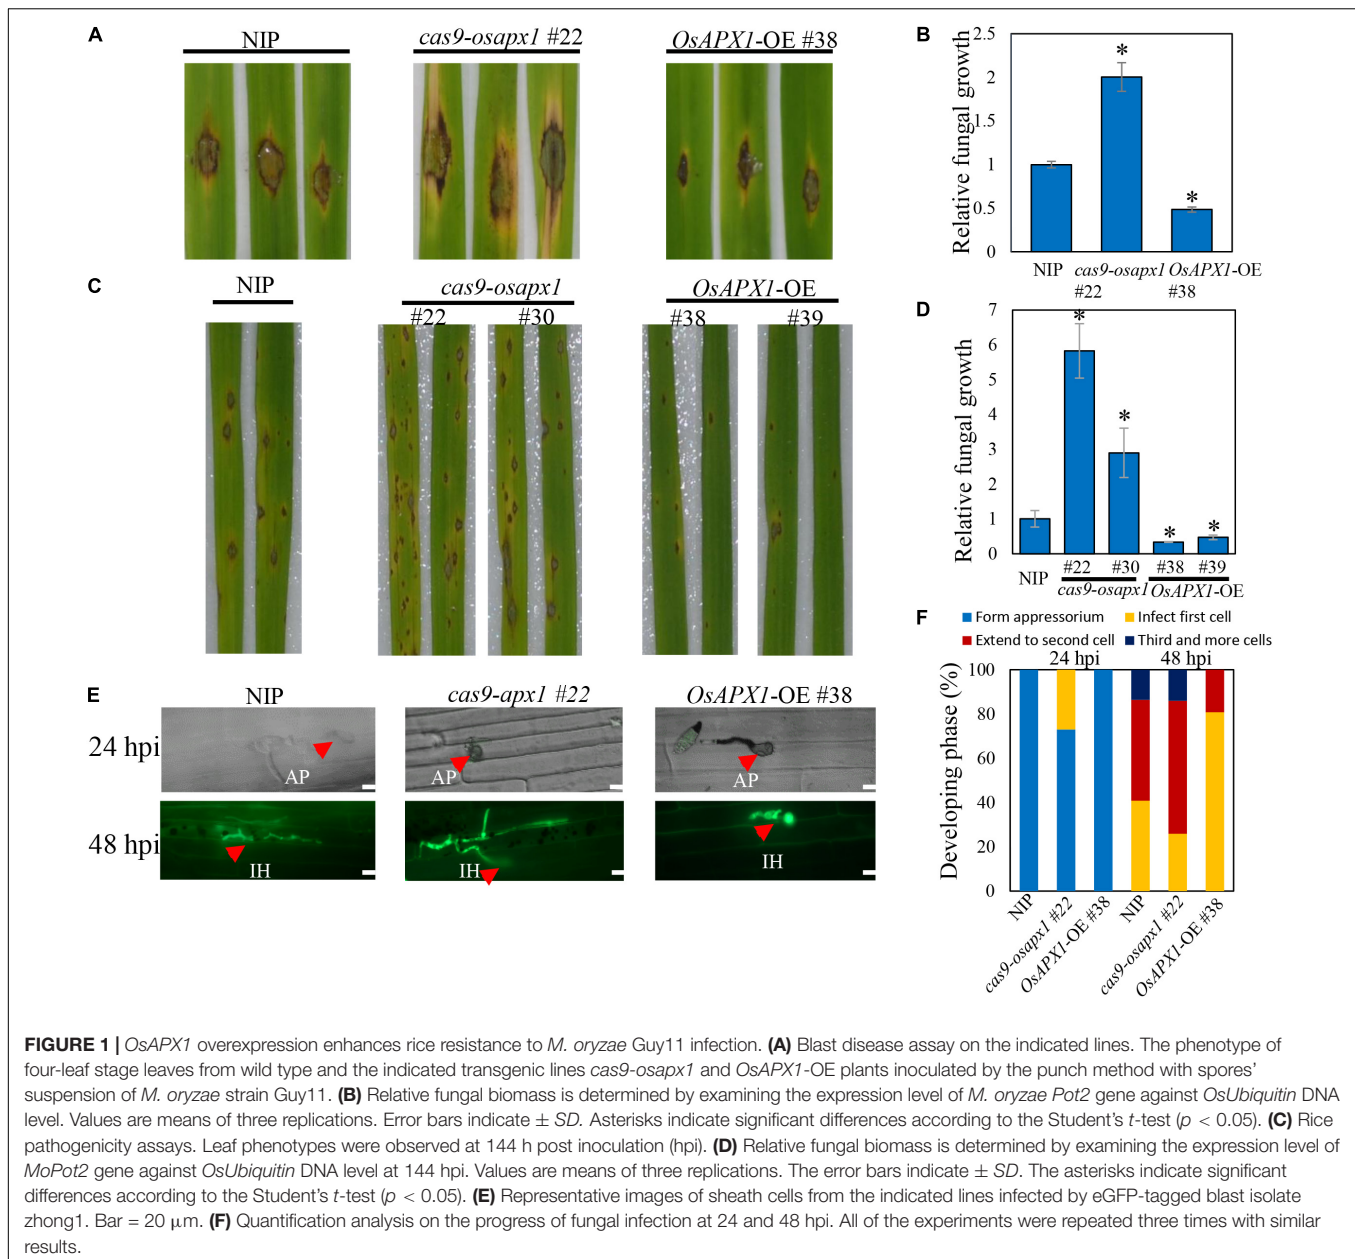 A
NIP
cas9-osapx1 #22
OsAPX1-OE #38
B
Relative fungal growth
2.5
2
1.5
1
0.5
0
*
*
NIP
cas9-osapx1
#22
OsAPX1-OE
#38
C
NIP
cas9-osapx1
OsAPX1-OE
#22
#30
#38
#39
D
Relative fungal growth
7
6
5
4
3
2
1
0
*
*
*
*
NIP
#22
#30
#38
#39
cas9-osapx1
OsAPX1-OE
E
NIP
cas9-apx1 #22
OsAPX1-OE #38
24 hpi
AP
AP
AP
48 hpi
IH
IH
IH
F
Form appressorium
Infect first cell
Extend to second cell
Third and more cells
24 hpi
48 hpi
Developing phase (%)
100
80
60
40
20
0
NIP
cas9-osapx1 #22
OsAPX1-OE #38
NIP
cas9-osapx1 #22
OsAPX1-OE #38
FIGURE 1 | OsAPX1 overexpression enhances rice resistance to M. oryzae Guy11 infection. (A) Blast disease assay on the indicated lines. The phenotype of
four-leaf stage leaves from wild type and the indicated transgenic lines cas9-osapx1 and OsAPX1-OE plants inoculated by the punch method with spores'
suspension of M. oryzae strain Guy11. (B) Relative fungal biomass is determined by examining the expression level of M. oryzae Pot2 gene against OsUbiquitin DNA
level. Values are means of three replications. Error bars indicate ± SD. Asterisks indicate significant differences according to the Student's t-test (p < 0.05). (C) Rice
pathogenicity assays. Leaf phenotypes were observed at 144 h post inoculation (hpi). (D) Relative fungal biomass is determined by examining the expression level of
MoPot2 gene against OsUbiquitin DNA level at 144 hpi. Values are means of three replications. The error bars indicate ± SD. The asterisks indicate significant
differences according to the Student's t-test (p < 0.05). (E) Representative images of sheath cells from the indicated lines infected by eGFP-tagged blast isolate
zhong1. Bar = 20 μm. (F) Quantification analysis on the progress of fungal infection at 24 and 48 hpi. All of the experiments were repeated three times with similar
results.